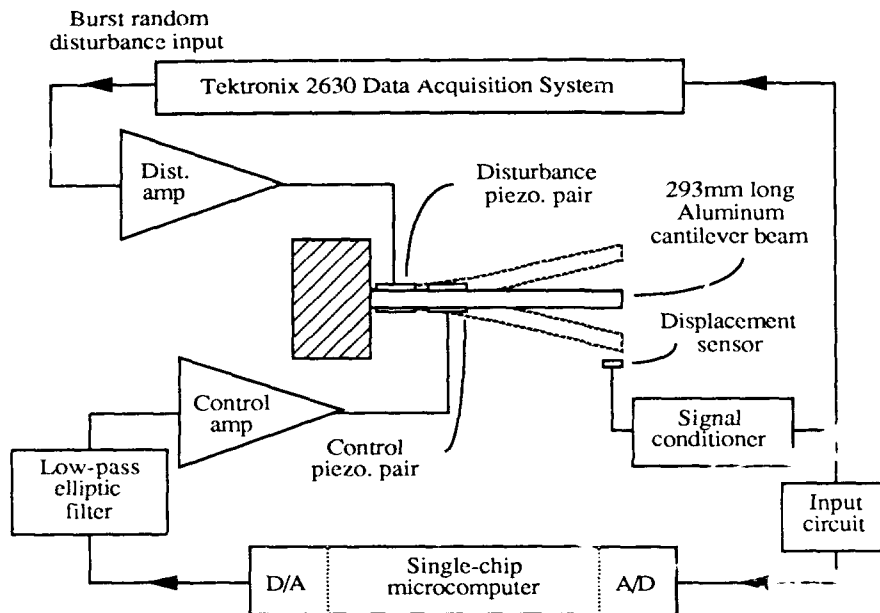 Burst random
disturbance input
Tektronix 2630 Data Acquisition System
Dist.
amp
Disturbance
piezo. pair
293mm long
Aluminum
cantilever beam
Displacement
sensor
Control
amp
Control
piezo. pair
Signal
conditioner
Low-pass
elliptic
filter
Input
circuit
D/A
Single-chip
microcomputer
A/D